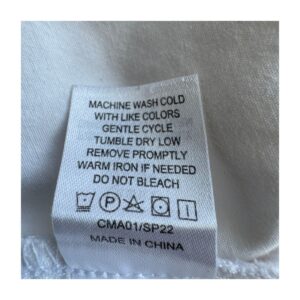 MACHINE WASH COLD
WITH LIKE COLORS
GENTLE CYCLE
TUMBLE DRY LOW
REMOVE PROMPTLY
WARM IRON IF NEEDED
DO NOT BLEACH
P
CMA01/SP22
MADE IN CHINA